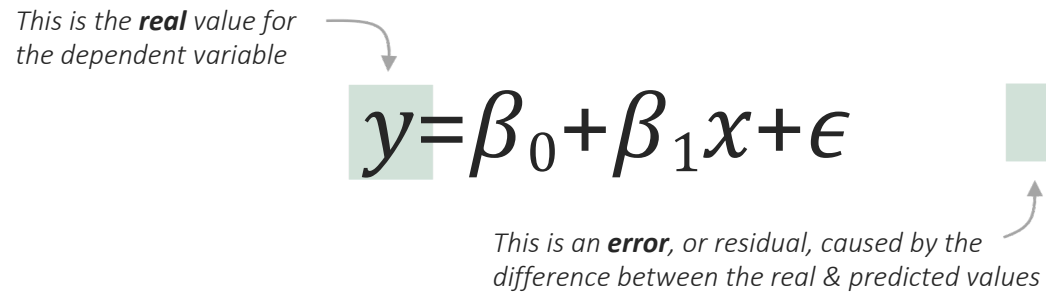 This is the real value for
the dependent variable
y=β₀+β₁x+ϵ
This is an error, or residual, caused by the
difference between the real & predicted values